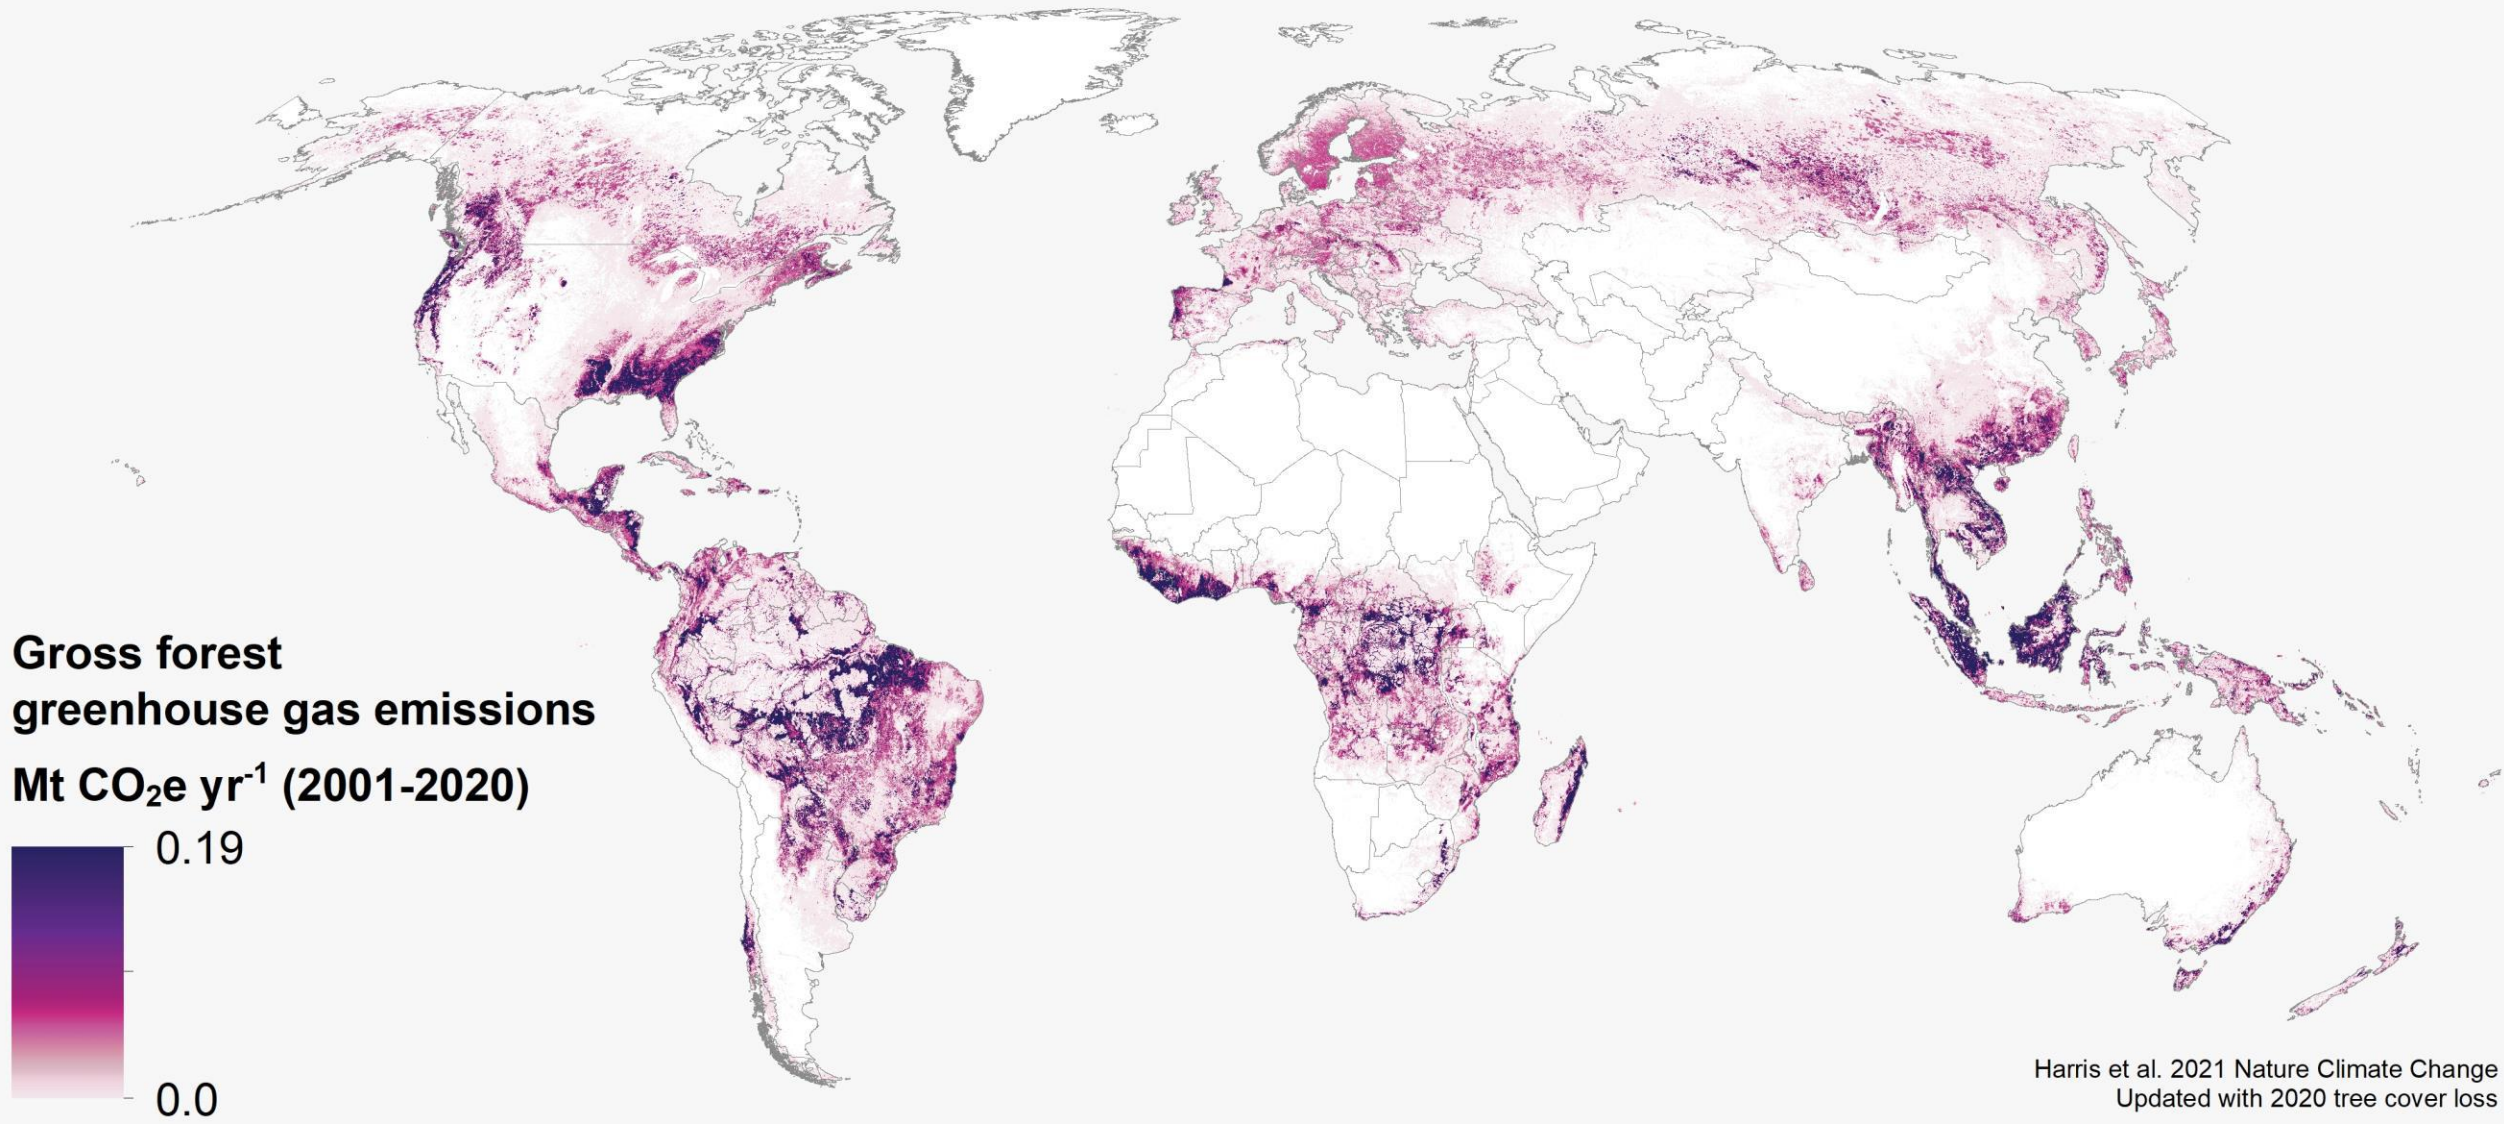 Gross forest
greenhouse gas emissions
Mt CO₂e yr⁻¹ (2001-2020)
0.19
0.0
Harris et al. 2021 Nature Climate Change
Updated with 2020 tree cover loss